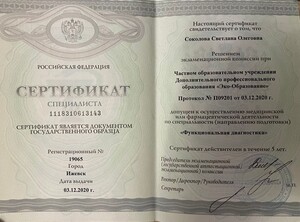 РОССИЙСКАЯ ФЕДЕРАЦИЯ
СЕРТИФИКАТ
СПЕЦИАЛИСТА
1118310613143
СЕРТИФИКАТ ЯВЛЯЕТСЯ ДОКУМЕНТОМ
ГОСУДАРСТВЕННОГО ОБРАЗЦА
Регистрационный №
19065
Город
Ижевск
Дата выдачи
03.12.2020 г.
Настоящий сертификат
свидетельствует о том, что
Соколова Светлана Олеговна
Решением
экзаменационной комиссии при
Частном образовательном учреждении
Дополнительного профессионального
образования «Эко-Образование»
Протокол № П09201 от 03.12.2020 г.
допущен к осуществлению медицинской
или фармацевтической деятельности
по специальности (направлению подготовки)
«Функциональная диагностика»
Сертификат действителен в течение 5 лет.
Председатель экзаменационной
Ректор/Директор/Руководитель
Секретарь